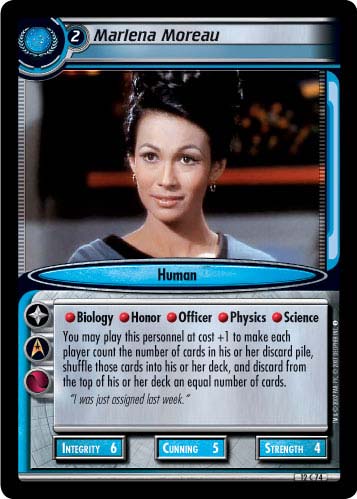 2 Marlena Moreau
Human
Biology Honor Officer Physics Science
You may play this personnel at cost +1 to make each
player count the number of cards in his or her discard pile,
shuffle those cards into his or her deck, and discard from
the top of his or her deck an equal number of cards.
"I was just assigned last week."
INTEGRITY 6 CUNNING 5 STRENGTH 4
12 C 74